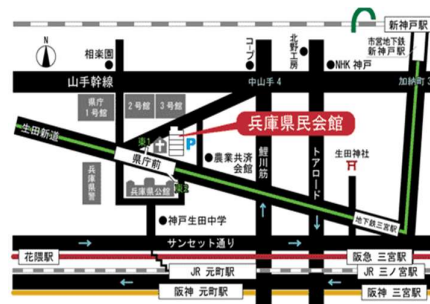 新神戸駅
市営地下鉄
新神戸駅
N
相楽園
コープ
北野工房
NHK 神戸
山手幹線
中山手 4
加納町 3
県庁
1 号館
2 号館
3 号館
兵庫県民会館
生田新道
東1
P
県庁前
農業共済
会館
鯉川筋
トアロード
生田神社
兵庫県警
兵庫県公館
神戸生田中学
地下鉄三宮駅
サンセット通り
花隈駅
阪急 三宮駅
JR 元町駅
JR 三ノ宮駅
阪神 元町駅
阪神 三宮駅